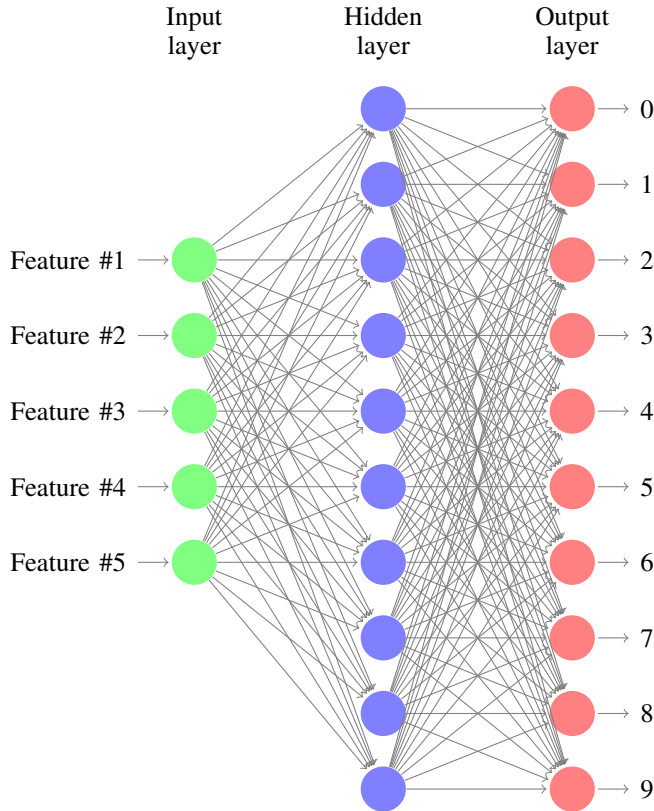 Input
layer
Hidden
layer
Output
layer
Feature #1
Feature #2
Feature #3
Feature #4
Feature #5
0
1
2
3
4
5
6
7
8
9